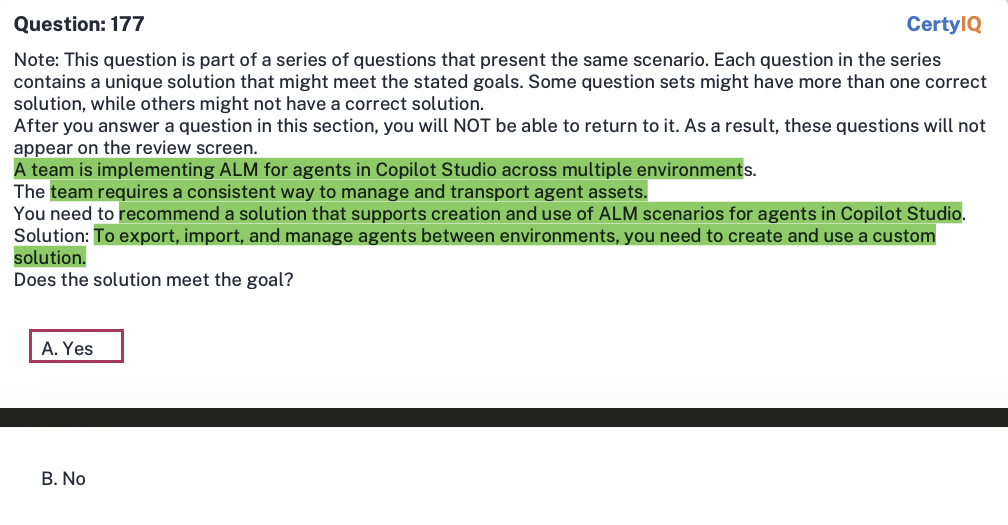 Question: 177
CertyIQ
Note: This question is part of a series of questions that present the same scenario. Each question in the series
contains a unique solution that might meet the stated goals. Some question sets might have more than one correct
solution, while others might not have a correct solution.
After you answer a question in this section, you will NOT be able to return to it. As a result, these questions will not
appear on the review screen.
A team is implementing ALM for agents in Copilot Studio across multiple environments.
The team requires a consistent way to manage and transport agent assets.
You need to recommend a solution that supports creation and use of ALM scenarios for agents in Copilot Studio.
Solution: To export, import, and manage agents between environments, you need to create and use a custom
solution.
Does the solution meet the goal?
A. Yes
B. No